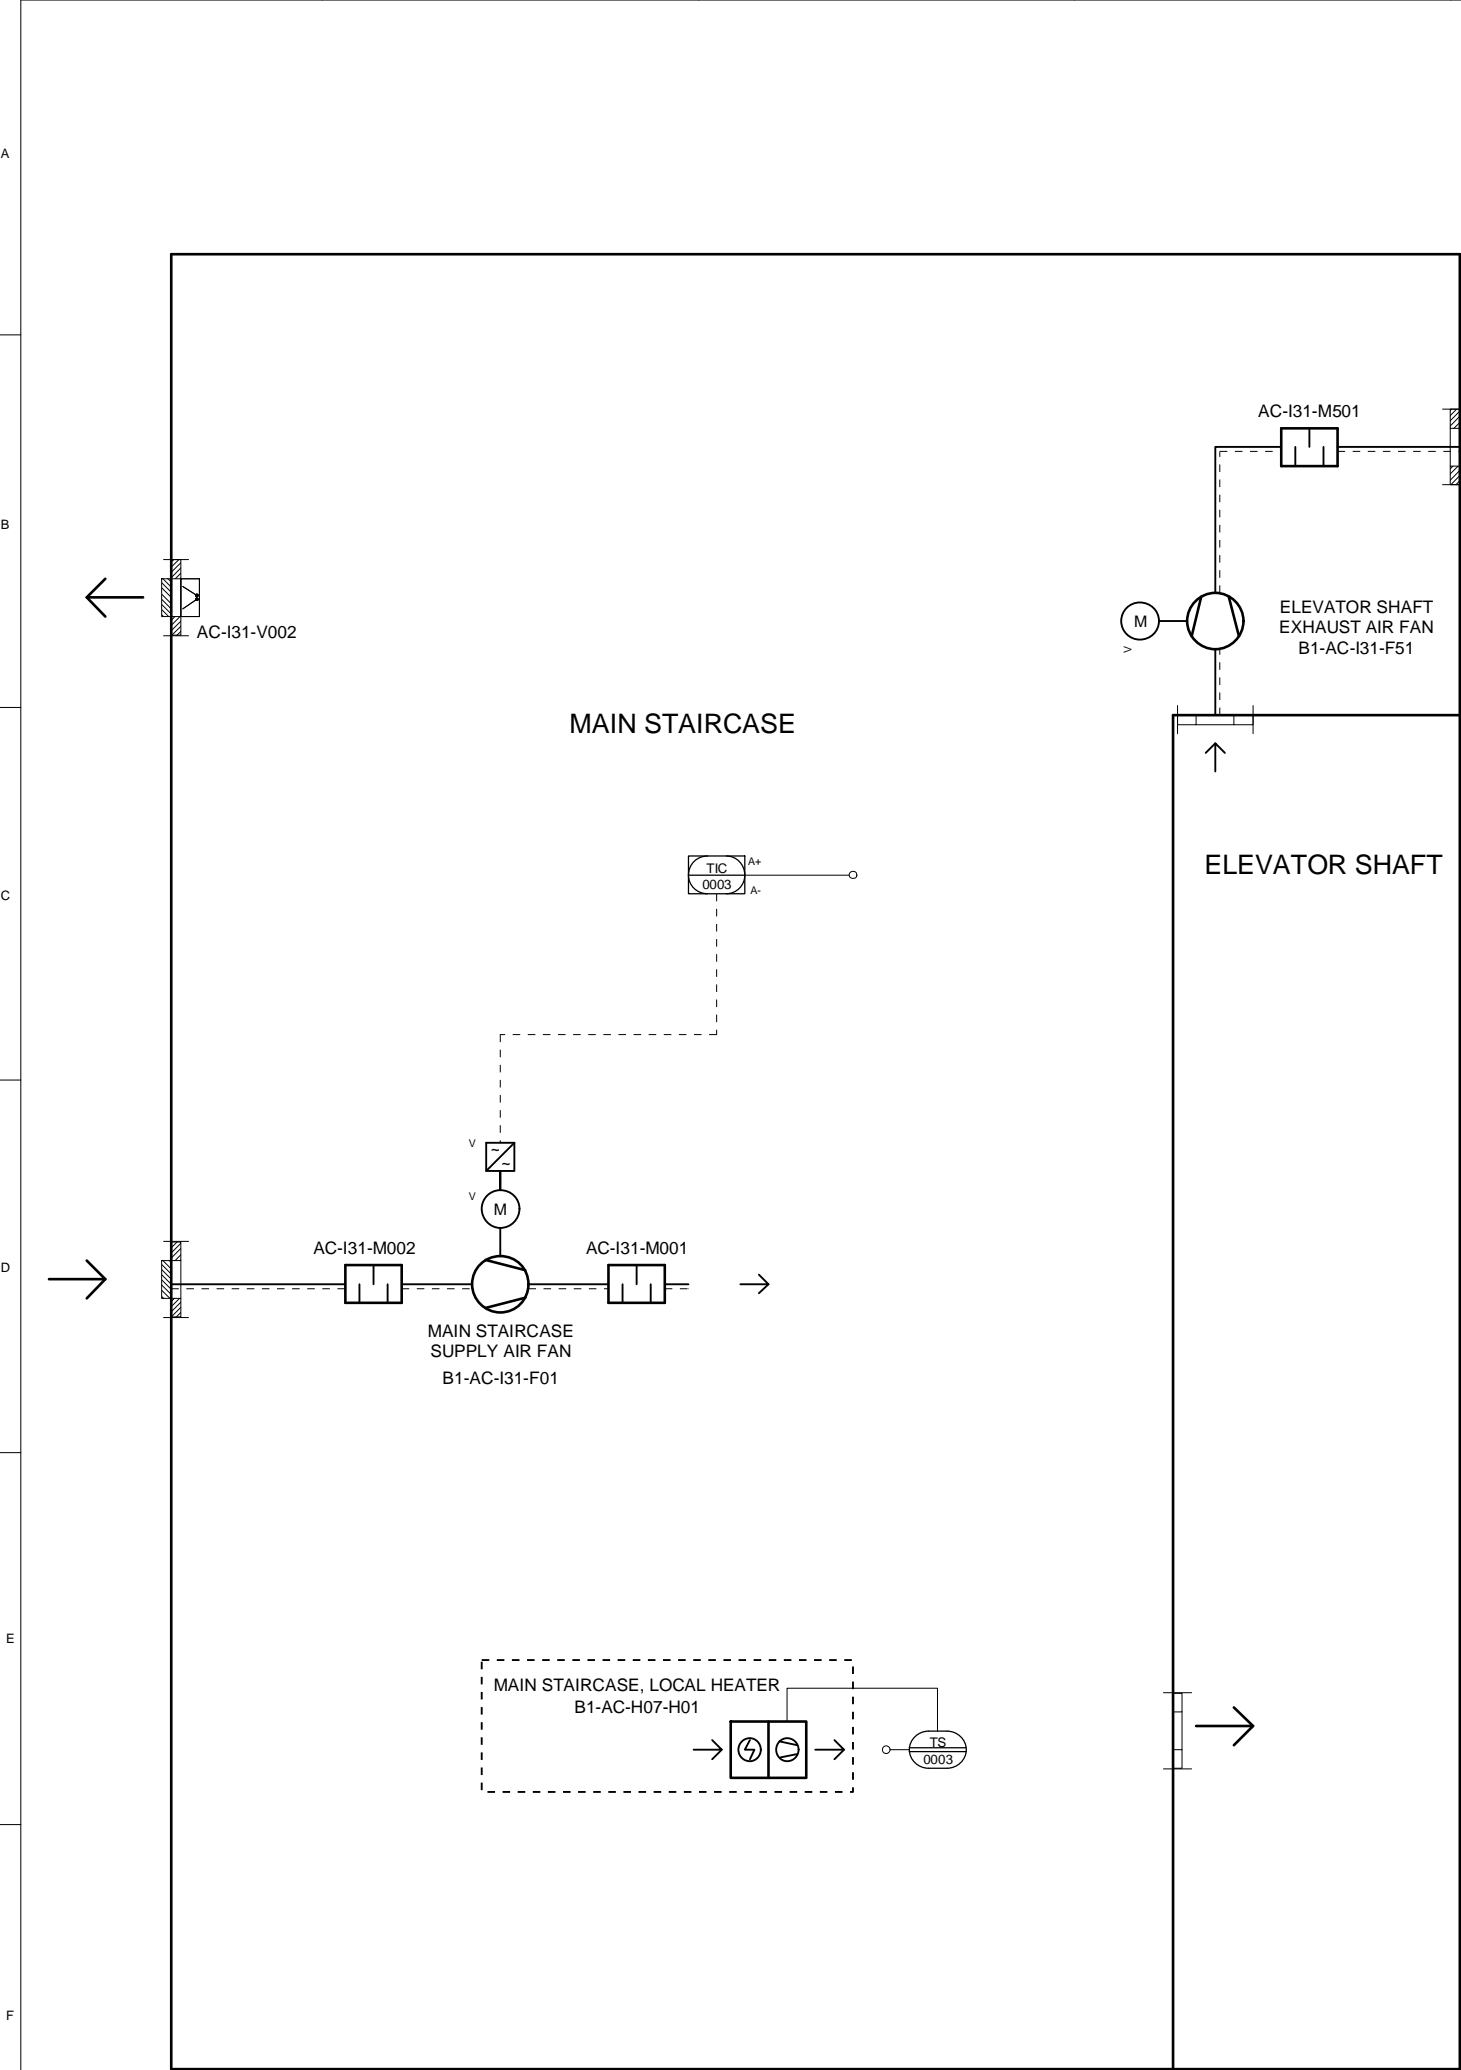 A
AC-I31-M501
B
ELEVATOR SHAFT
EXHAUST AIR FAN
B1-AC-I31-F51
M
>
AC-I31-V002
MAIN STAIRCASE
ELEVATOR SHAFT
TIC
0003
A+
A-
C
V
~
~
V
M
AC-I31-M002
AC-I31-M001
D
MAIN STAIRCASE
SUPPLY AIR FAN
B1-AC-I31-F01
E
MAIN STAIRCASE, LOCAL HEATER
B1-AC-H07-H01
TS
0003
F